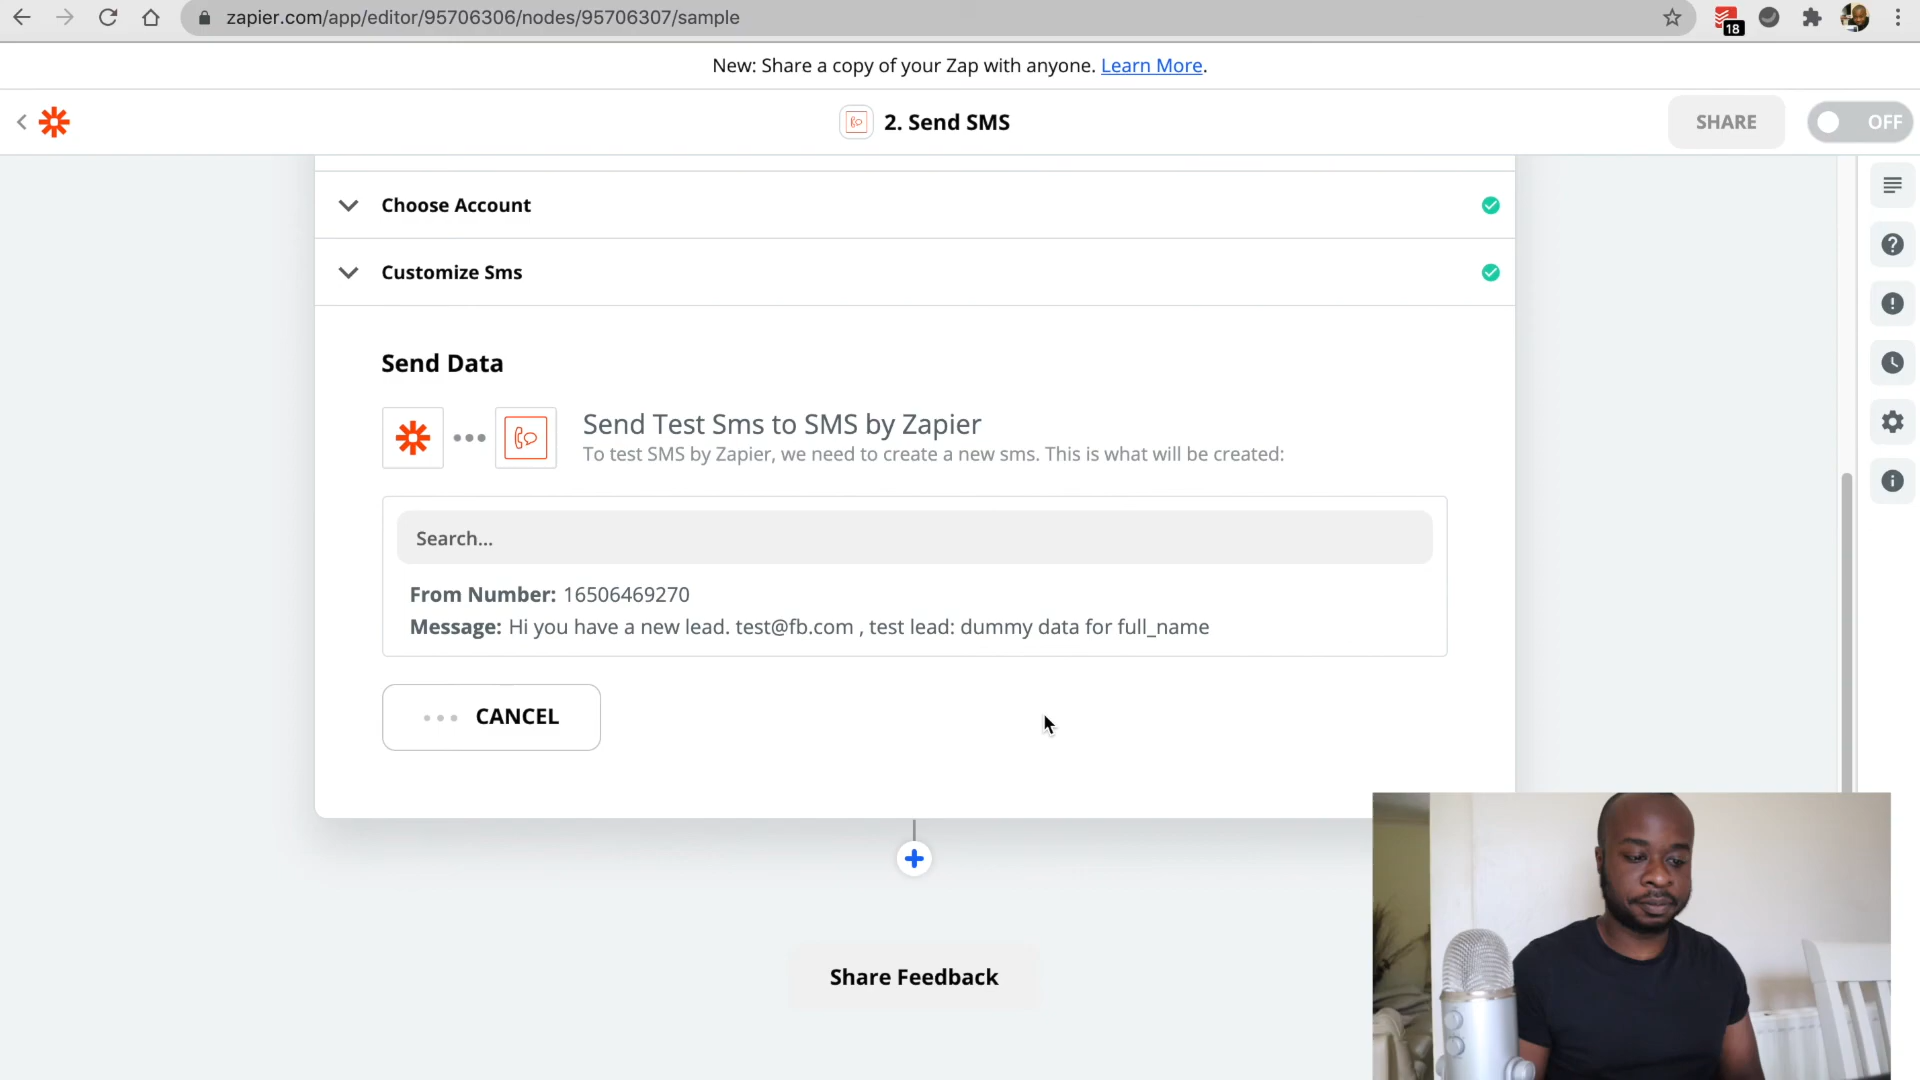 zapier.com/app/editor/95706306/nodes/95706307/sample
18
New: Share a copy of your Zap with anyone. Learn More.
2. Send SMS
SHARE
OFF
Choose Account
Customize Sms
Send Data
Send Test Sms to SMS by Zapier
To test SMS by Zapier, we need to create a new sms. This is what will be created:
Search...
From Number: 16506469270
Message: Hi you have a new lead. test@fb.com , test lead: dummy data for full_name
CANCEL
Share Feedback